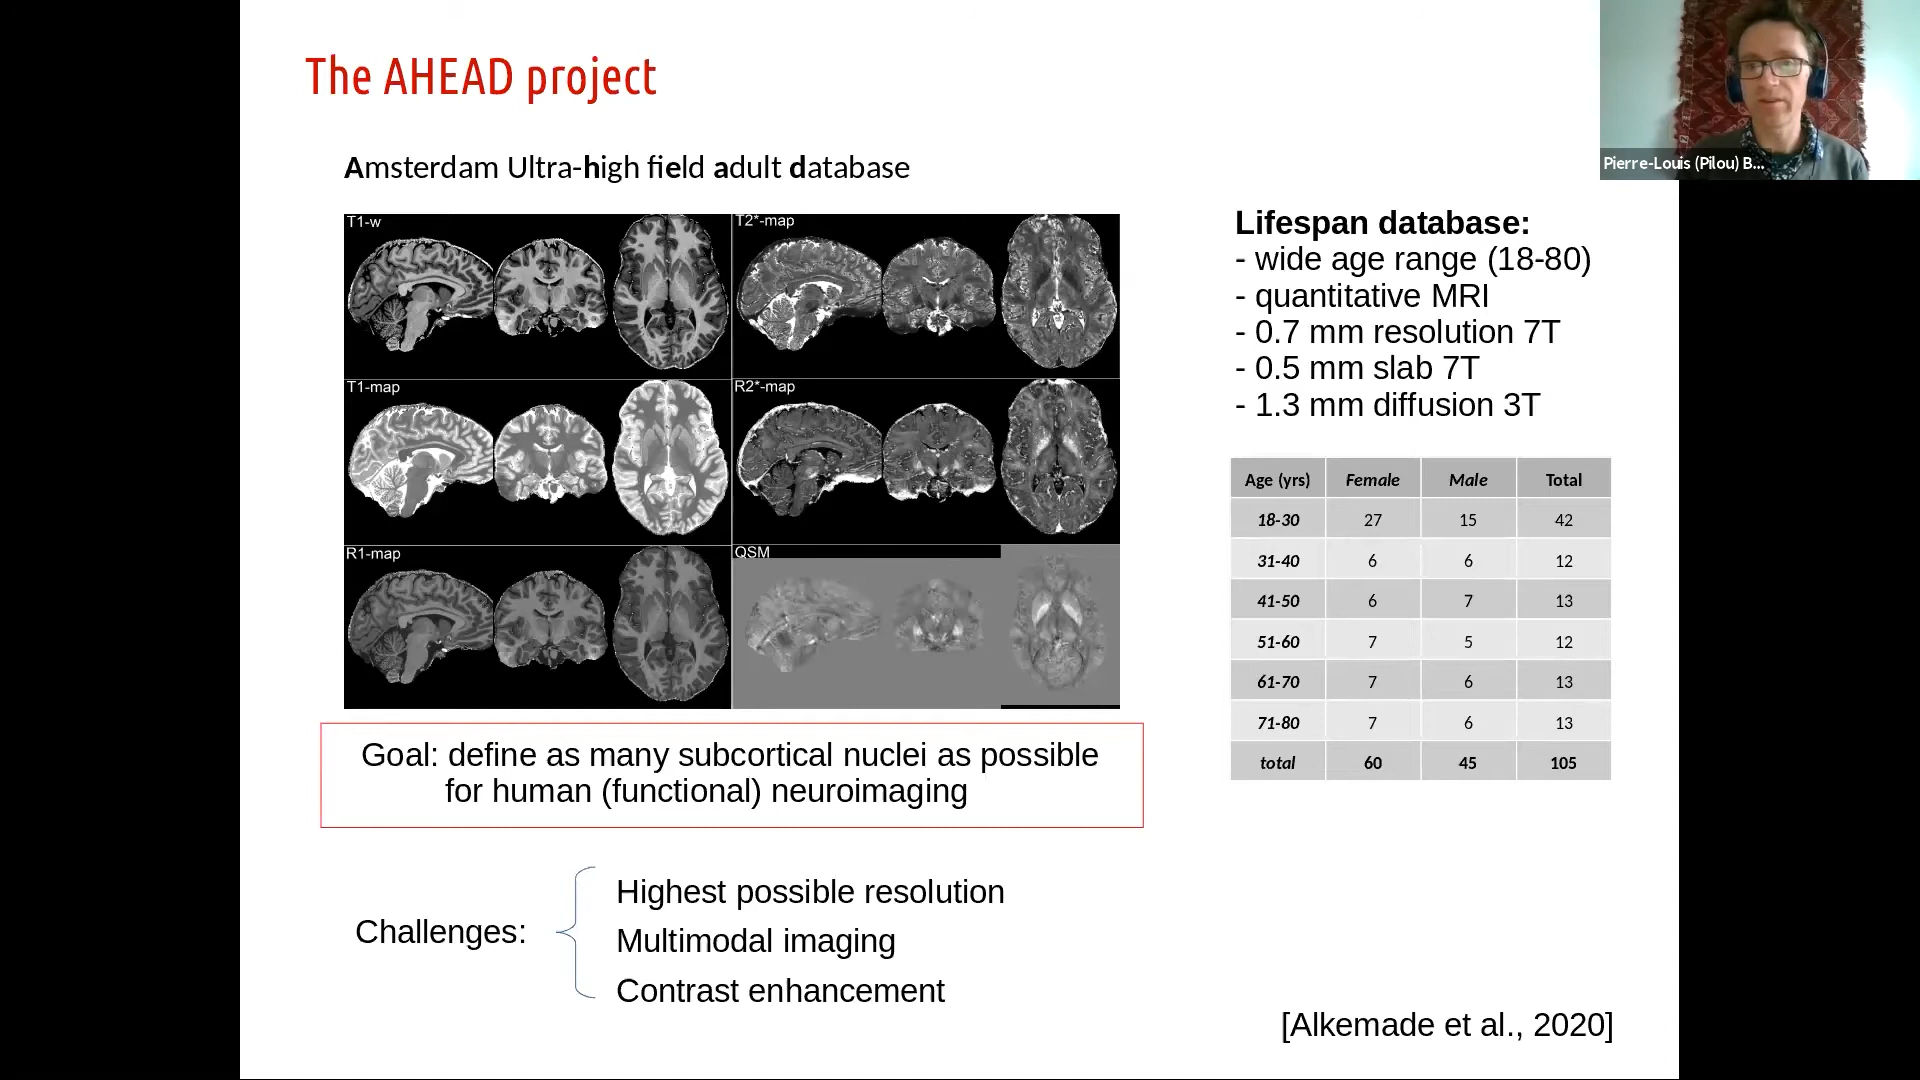 The AHEAD project
Pierre-Louis (Pilou) B...
Amsterdam Ultra-high field adult database
T1-w
T2*-map
T1-map
R2*-map
R1-map
QSM
Lifespan database:
- wide age range (18-80)
- quantitative MRI
- 0.7 mm resolution 7T
- 0.5 mm slab 7T
- 1.3 mm diffusion 3T
Age (yrs) Female Male Total
18-30 27 15 42
31-40 6 6 12
41-50 6 7 13
51-60 7 5 12
61-70 7 6 13
71-80 7 6 13
total 60 45 105
Goal: define as many subcortical nuclei as possible
for human (functional) neuroimaging
Challenges:
Highest possible resolution
Multimodal imaging
Contrast enhancement
[Alkemade et al., 2020]